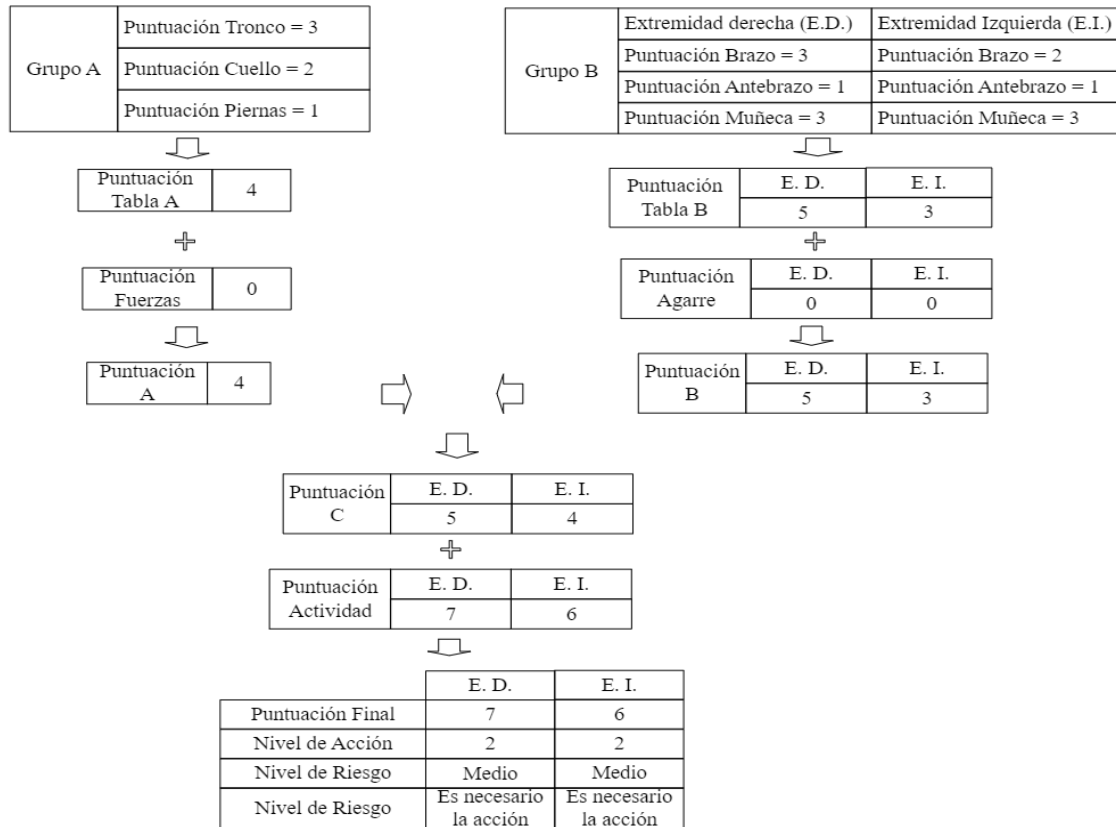 Grupo A
Puntuación Tronco = 3
Puntuación Cuello = 2
Puntuación Piernas = 1
Puntuación
Tabla A
4
Puntuación
Fuerzas
0
Puntuación
A
4
Grupo B
Extremidad derecha (E.D.) Extremidad Izquierda (E.I.)
Puntuación Brazo = 3 Puntuación Brazo = 2
Puntuación Antebrazo = 1 Puntuación Antebrazo = 1
Puntuación Muñeca = 3 Puntuación Muñeca = 3
Puntuación
Tabla B
E. D. E. I.
5 3
Puntuación
Agarre
E. D. E. I.
0 0
Puntuación
B
E. D. E. I.
5 3
Puntuación
C
E. D. E. I.
5 4
Puntuación
Actividad
E. D. E. I.
7 6
E. D. E. I.
Puntuación Final 7 6
Nivel de Acción 2 2
Nivel de Riesgo Medio Medio
Nivel de Riesgo
Es necesario
la acción
Es necesario
la acción